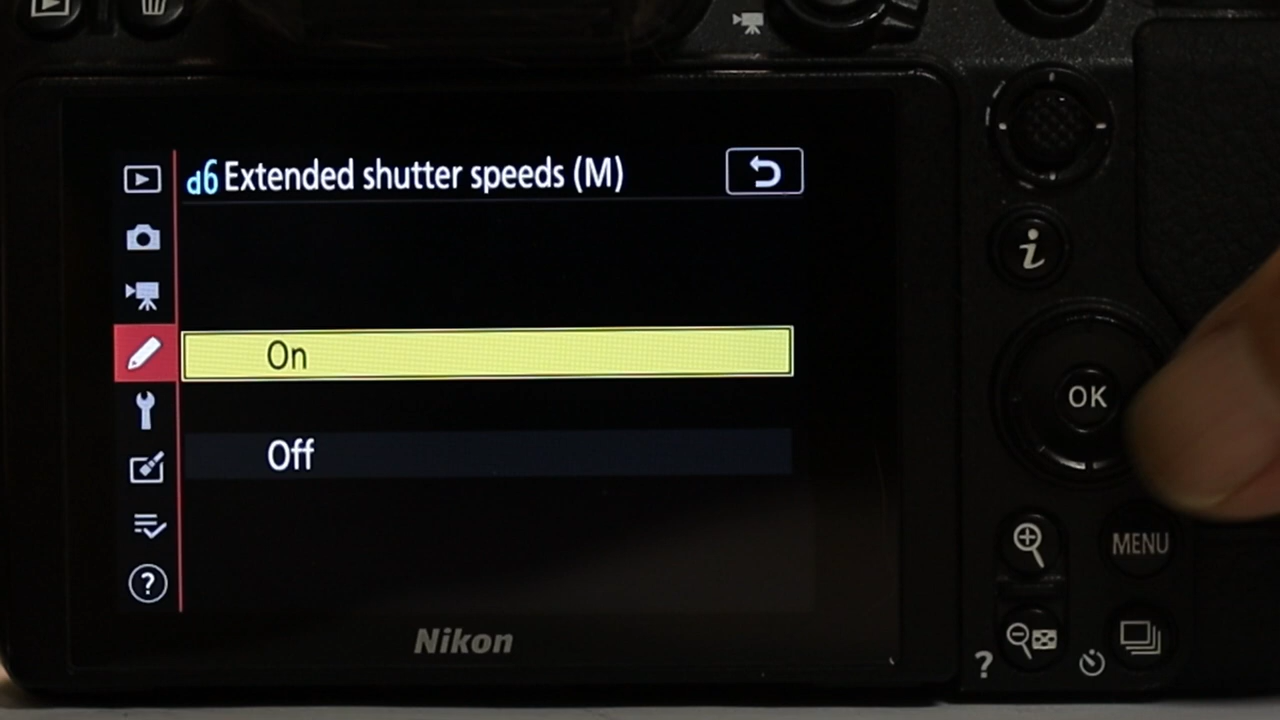 d6 Extended shutter speeds (M)
i
On
OK
Off
MENU
?
Nikon
?